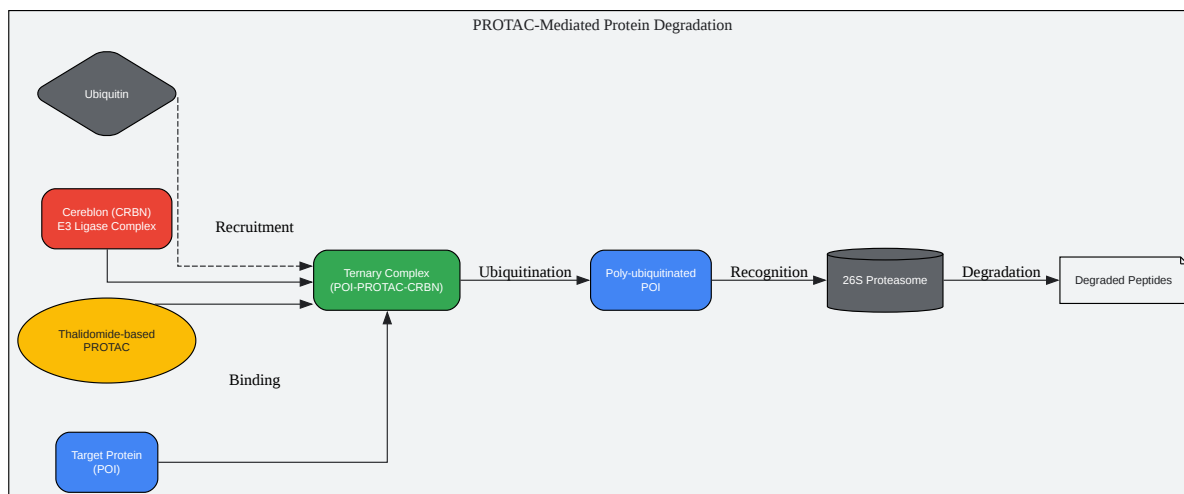 PROTAC-Mediated Protein Degradation
Ubiquitin
Cereblon (CRBN)
E3 Ligase Complex
Recruitment
Ternary Complex
(POI-PROTAC-CRBN)
Ubiquitination
Poly-ubiquitinated
POI
Recognition
26S Proteasome
Degradation
Degraded Peptides
Thalidomide-based
PROTAC
Binding
Target Protein
(POI)